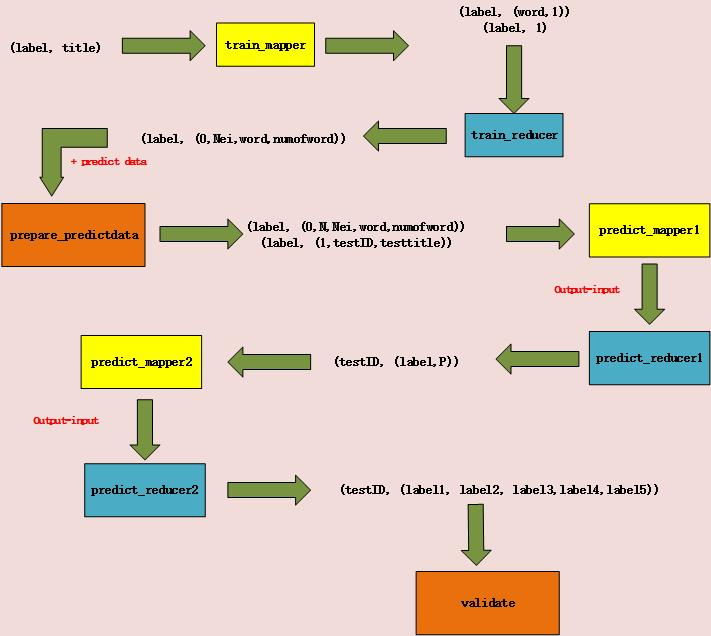 (label, (word,1))
(label, 1)
(label, title)
train_mapper
train_reducer
(label, (0,Nei,word,numofword))
+ predict data
prepare_predictdata
(label, (0,N,Nei,word,numofword))
(label, (1,testID,testtitle))
predict_mapper1
Output-input
predict_reducer1
(testID, (label,P))
predict_mapper2
Output-input
predict_reducer2
(testID, (label1, label2, label3,label4,label5))
validate